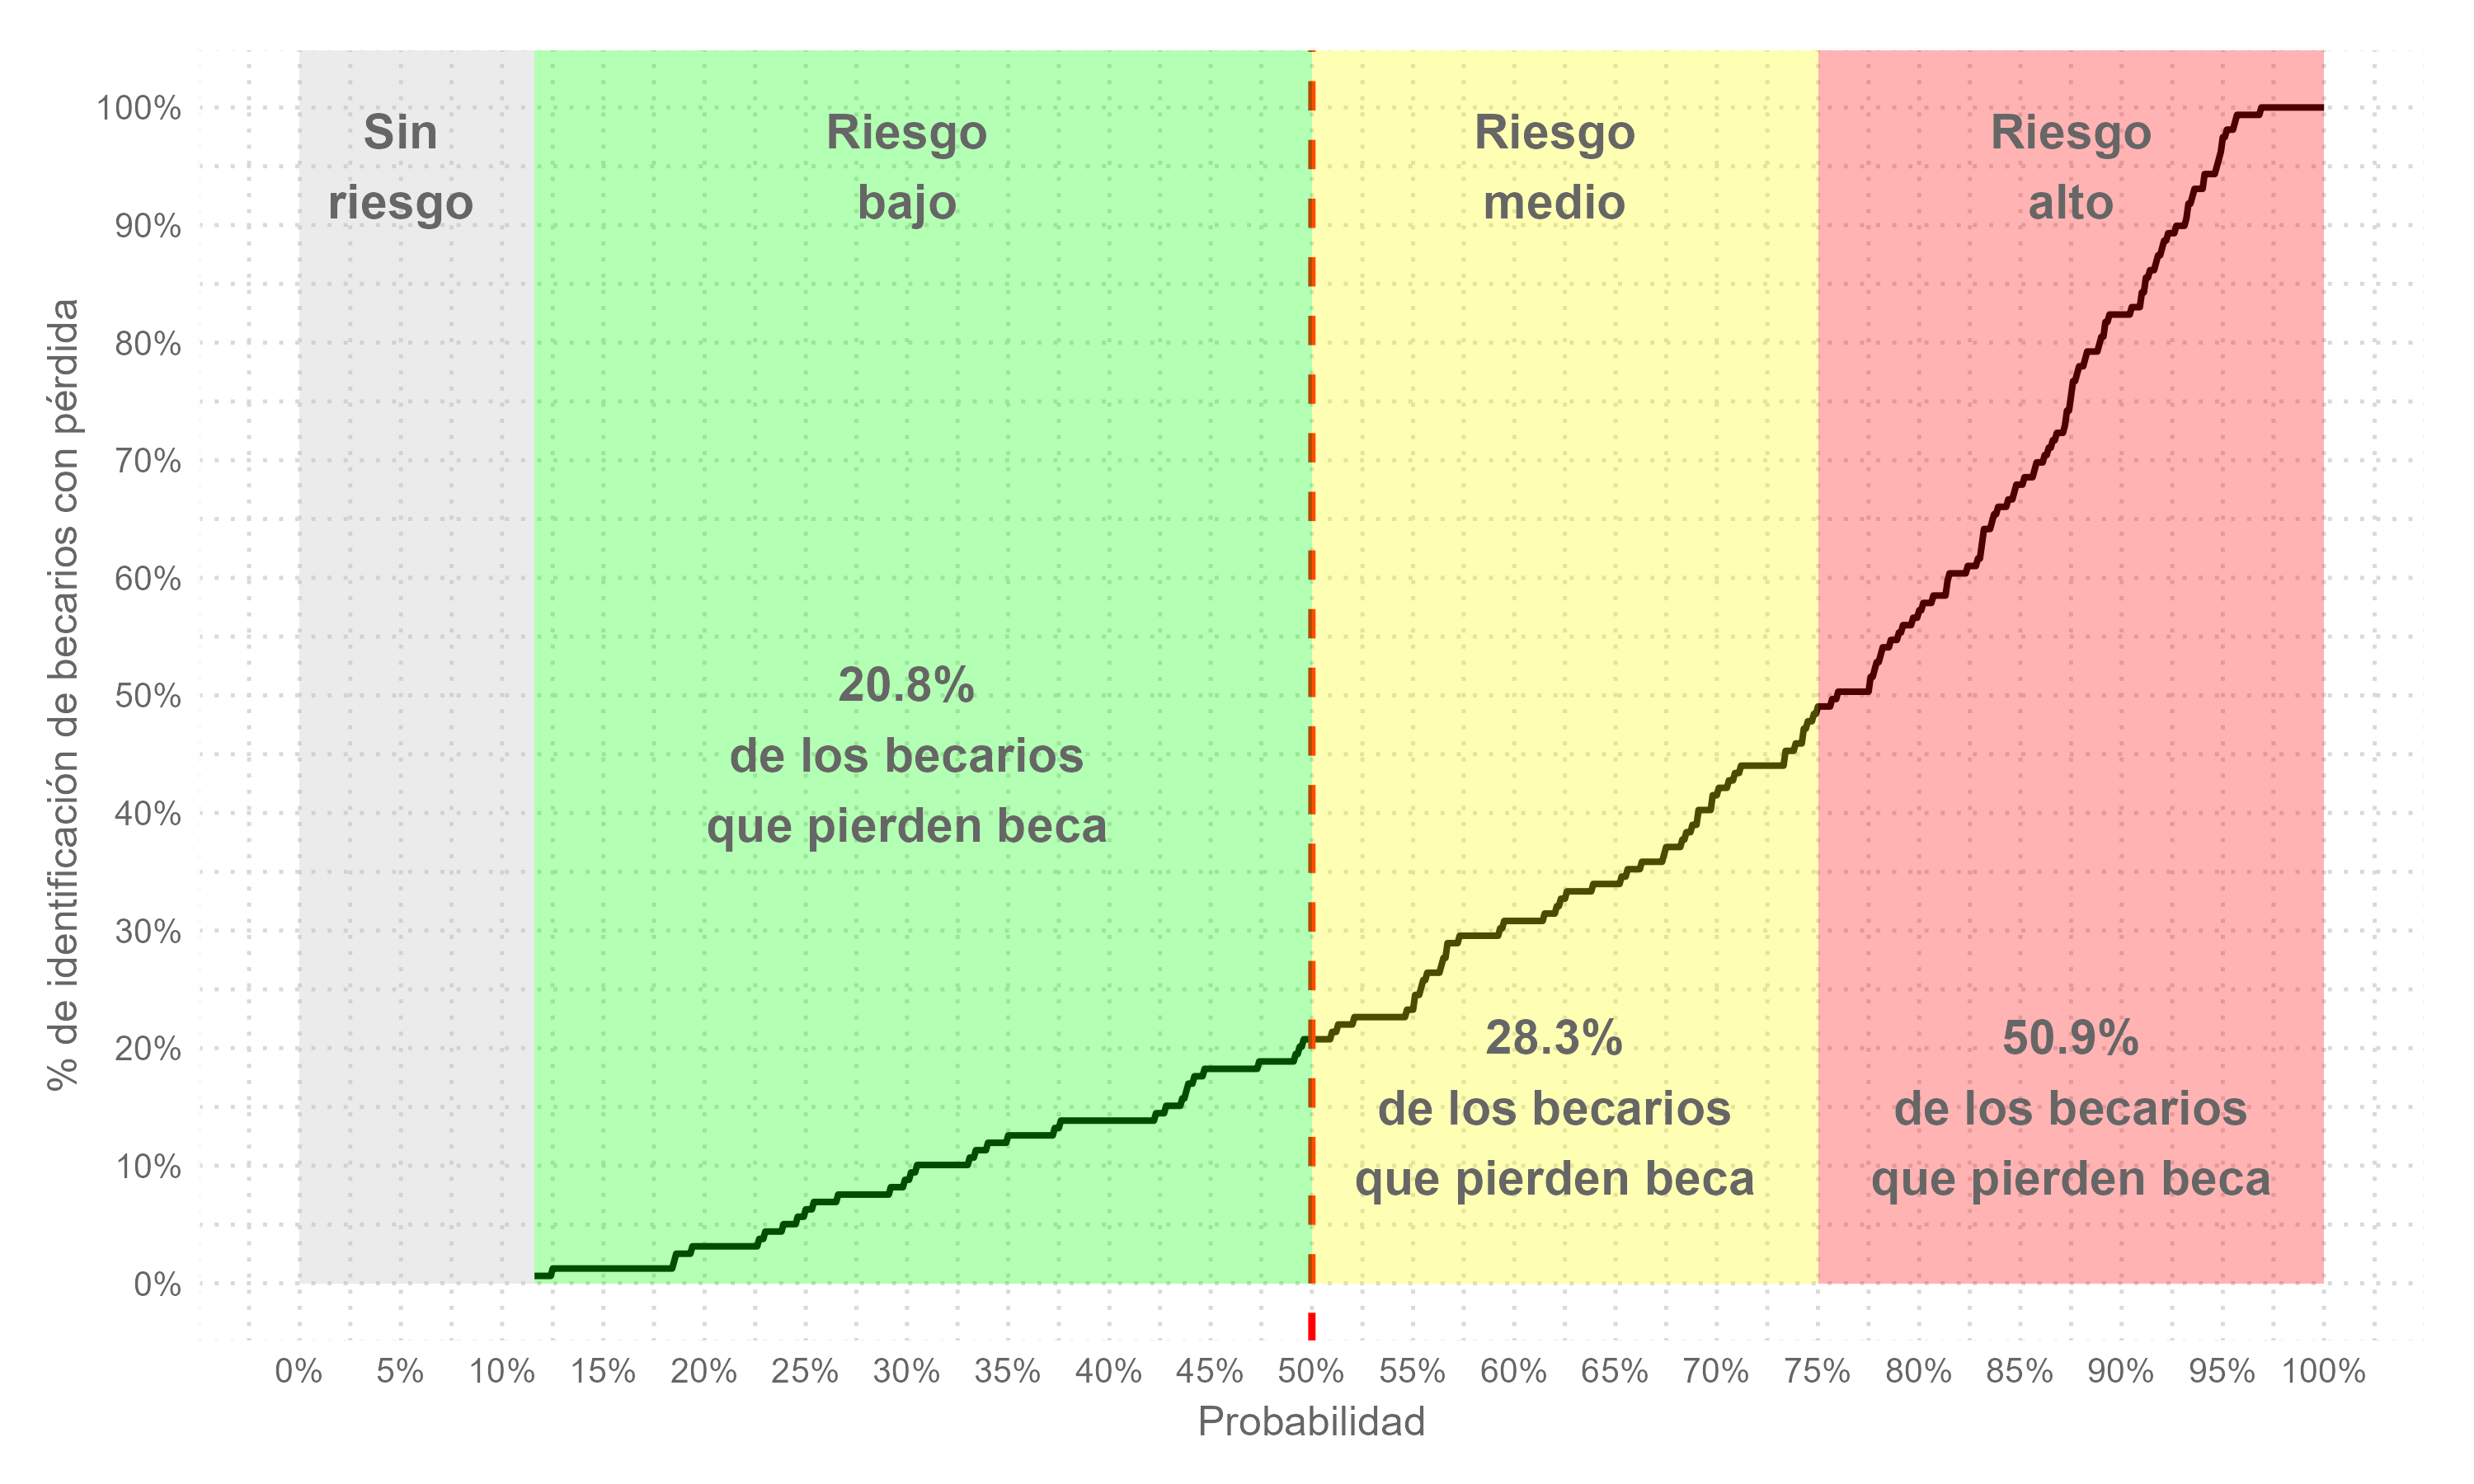 Sin
riesgo
Riesgo
bajo
Riesgo
medio
Riesgo
alto
20.8%
de los becarios
que pierden beca
28.3%
de los becarios
que pierden beca
50.9%
de los becarios
que pierden beca
% de identificación de becarios con pérdida
100%
90%
80%
70%
60%
50%
40%
30%
20%
10%
0%
0% 5% 10% 15% 20% 25% 30% 35% 40% 45% 50% 55% 60% 65% 70% 75% 80% 85% 90% 95% 100%
Probabilidad